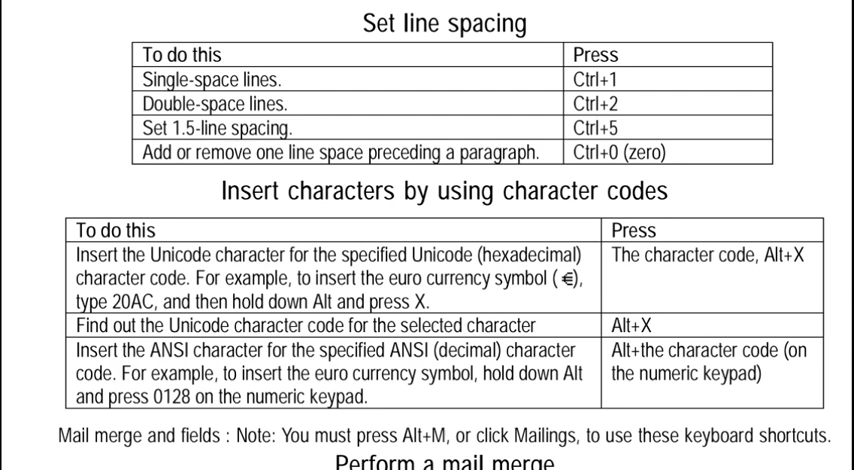 Set line spacing
To do this Press
Single-space lines. Ctrl+1
Double-space lines. Ctrl+2
Set 1.5-line spacing. Ctrl+5
Add or remove one line space preceding a paragraph. Ctrl+0 (zero)
Insert characters by using character codes
To do this Press
Insert the Unicode character for the specified Unicode (hexadecimal) The character code, Alt+X
character code. For example, to insert the euro currency symbol ( €),
type 20AC, and then hold down Alt and press X.
Find out the Unicode character code for the selected character Alt+X
Insert the ANSI character for the specified ANSI (decimal) character Alt+the character code (on
code. For example, to insert the euro currency symbol, hold down Alt the numeric keypad)
and press 0128 on the numeric keypad.
Mail merge and fields : Note: You must press Alt+M, or click Mailings, to use these keyboard shortcuts.
Perform a mail merge